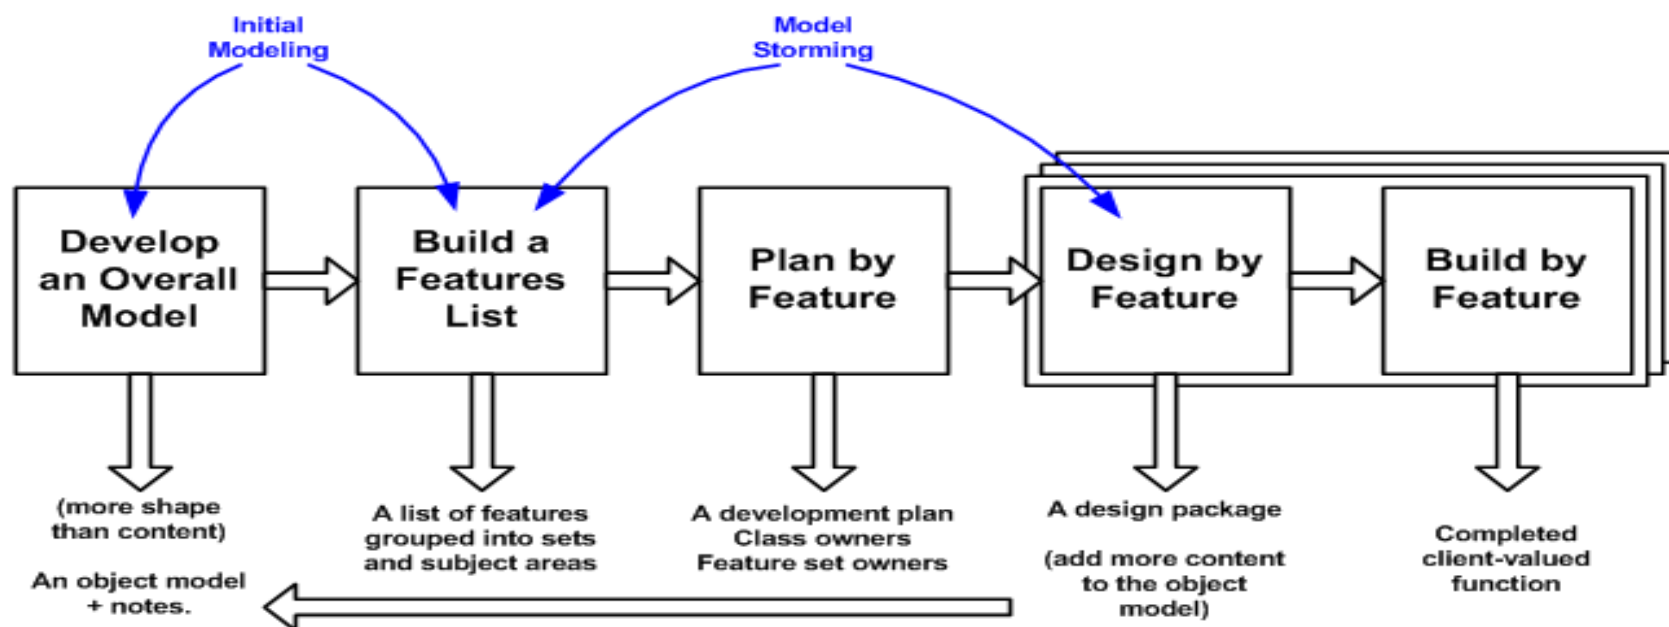 Initial
Modeling
Model
Storming
Develop
an Overall
Model
Build a
Features
List
Plan by
Feature
Design by
Feature
Build by
Feature
(more shape
than content)
An object model
+ notes.
A list of features
grouped into sets
and subject areas
A development plan
Class owners
Feature set owners
A design package
(add more content
to the object
model)
Completed
client-valued
function